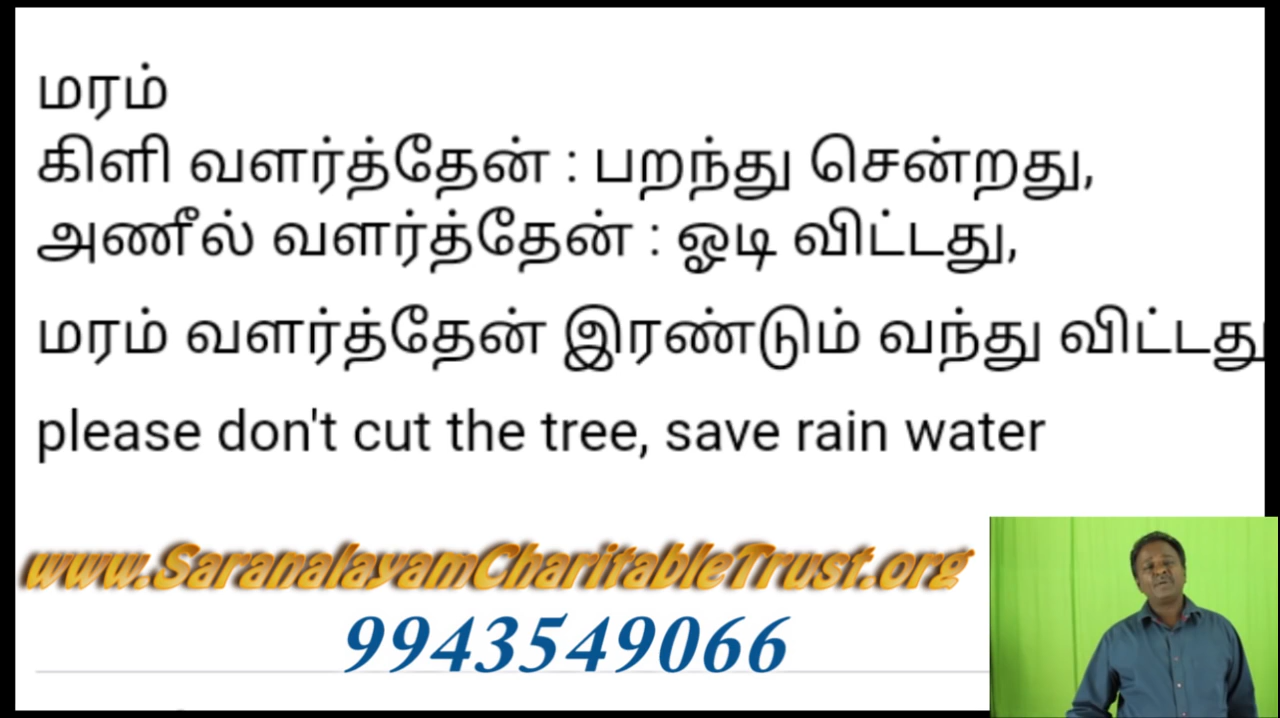 மரம்
கிளி வளர்த்தேன் : பறந்து சென்றது,
அணீல் வளர்த்தேன் : ஓடி விட்டது,
மரம் வளர்த்தேன் இரண்டும் வந்து விட்டது
please don't cut the tree, save rain water
www.SaranalayamCharitableTrust.org
9943549066